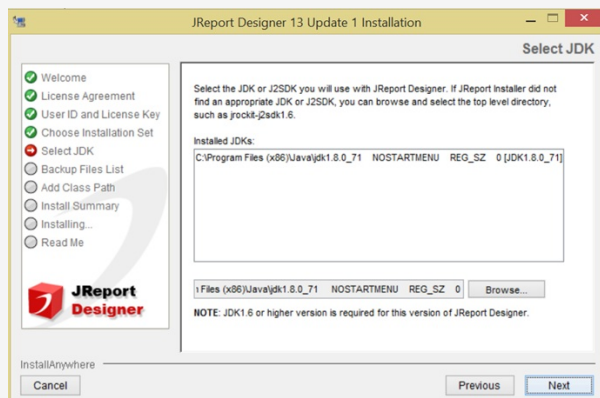 JReport Designer 13 Update 1 Installation
Select JDK
Welcome
License Agreement
User ID and License Key
Choose Installation Set
Select JDK
Backup Files List
Add Class Path
Install Summary
Installing...
Read Me
JReport
Designer
Select the JDK or J2SDK you will use with JReport Designer. If JReport Installer did not
find an appropriate JDK or J2SDK, you can browse and select the top level directory,
such as jrockit-j2sdk1.6.
Installed JDKs:
C:\Program Files (x86)\Java\jdk1.8.0_71 NOSTARTMENU REG_SZ 0 [JDK1.8.0_71]
Files (x86)\Java\jdk1.8.0_71 NOSTARTMENU REG_SZ 0
Browse...
NOTE: JDK1.6 or higher version is required for this version of JReport Designer.
InstallAnywhere
Cancel
Previous
Next